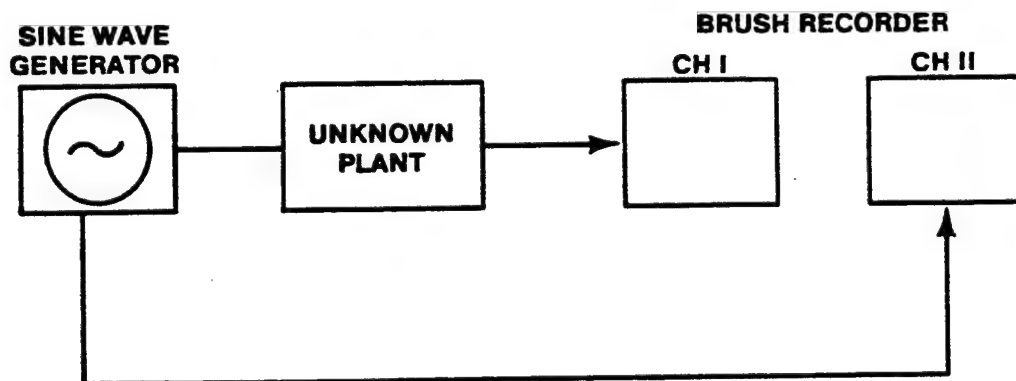 SINE WAVE
GENERATOR
UNKNOWN
PLANT
BRUSH RECORDER
CH I
CH II